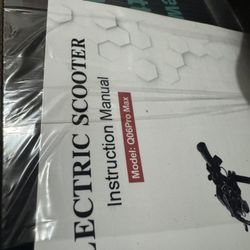 LECTRIC SCOOTER
Instruction Manual
Model: Q06Pro Max